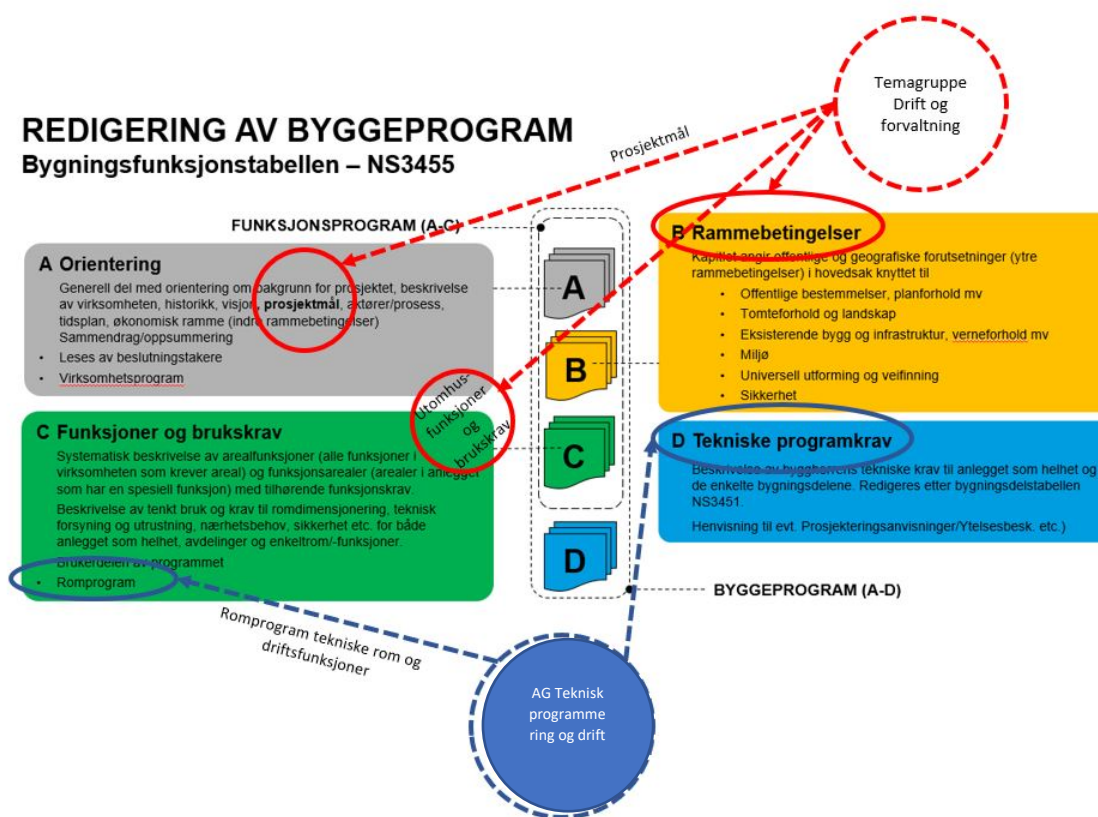 REDIGERING AV BYGGEPROGRAM
Bygningsfunksjonstabellen – NS3455
Temagruppe
Drift og
forvaltning
Prosjektmål
FUNKSJONSPROGRAM (A-C)
A Orientering
Generell del med orientering om bakgrunn for prosjektet, beskrivelse
av virksomheten, historikk, visjon, prosjektmål, aktører/prosess,
tidsplan, økonomisk ramme (indre rammebetingelser)
Sammendrag/oppsummering
• Leses av beslutningstakere
• Virksomhetsprogram
A
B
C
D
B Rammebetingelser
Kapitlet angir offentlige og geografiske forutsetninger (ytre
rammebetingelser) i hovedsak knyttet til
• Offentlige bestemmelser, planforhold mv
• Tomteforhold og landskap
• Eksisterende bygg og infrastruktur, verneforhold mv
• Miljø
• Universell utforming og veifinning
• Sikkerhet
Utomhus-
funksjoner
og
brukskrav
C Funksjoner og brukskrav
Systematisk beskrivelse av arealfunksjoner (alle funksjoner i
virksomheten som krever areal) og funksjonsarealer (arealer i anlegget
som har en spesiell funksjon) med tilhørende funksjonskrav.
Beskrivelse av tenkt bruk og krav til romdimensjonering, teknisk
forsyning og utrustning, nærhetsbehov, sikkerhet etc. for både
anlegget som helhet, avdelinger og enkeltrom/-funksjoner.
Brukerdelen av programmet
• Romprogram
D Tekniske programkrav
Beskrivelse av byggherrens tekniske krav til anlegget som helhet og
de enkelte bygningsdelene. Redigeres etter bygningsdelstabellen
NS3451.
Henvisning til evt. Prosjekteringsanvisninger/Ytelsesbesk. etc.)
BYGGEPROGRAM (A-D)
Romprogram tekniske rom og
driftsfunksjoner
AG Teknisk
programme
ring og drift